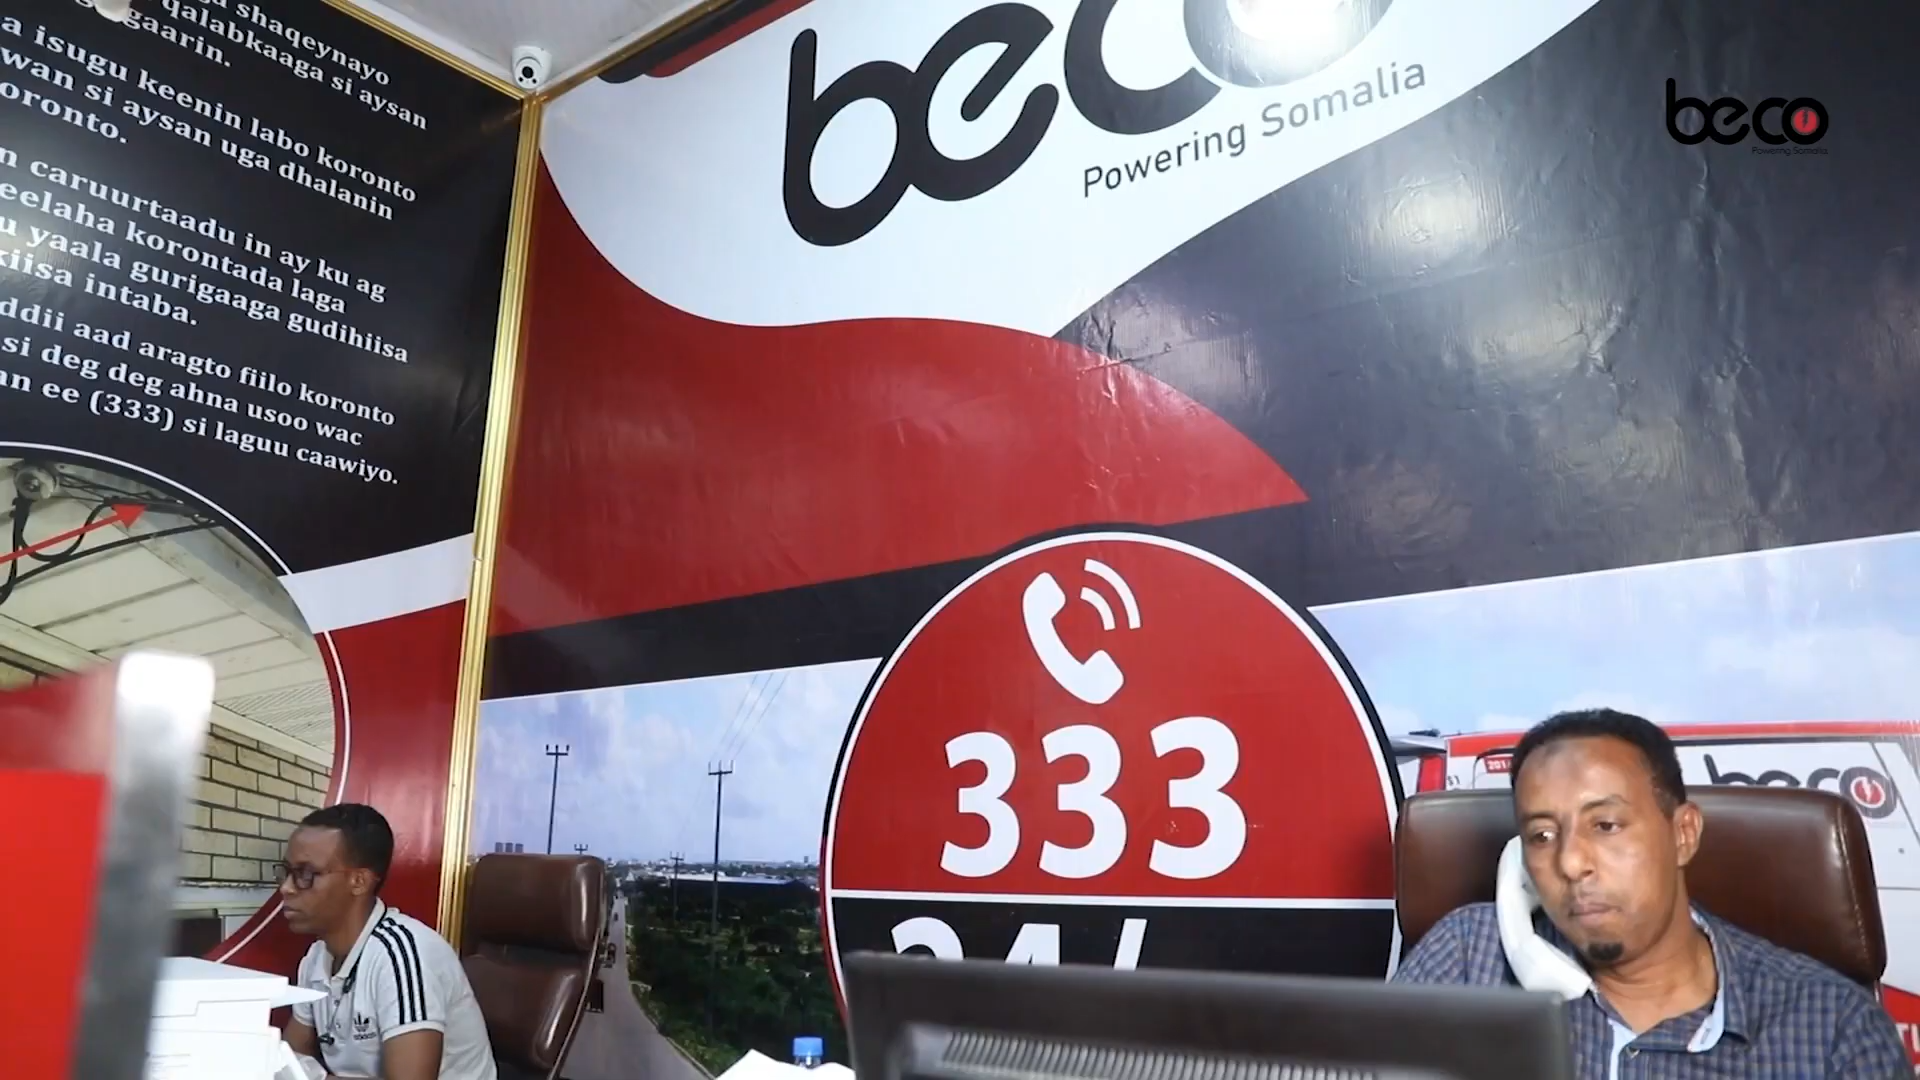 shaqeynayo
qalabkaaga si aysan
gaarin.
a isugu keenin labo koronto
wan si aysan uga dhalanin
oronto.
n caruurtaadu in ay ku ag
eelaha korontada laga
u yaala gurigaaga gudihiisa
kiisa intaba.
ddii aad aragto fiilo koronto
si deg deg ahna usoo wac
an ee (333) si laguu caawiyo.
beco
Powering Somalia
beco
Powering Somalia
333
24/
beco
adidas